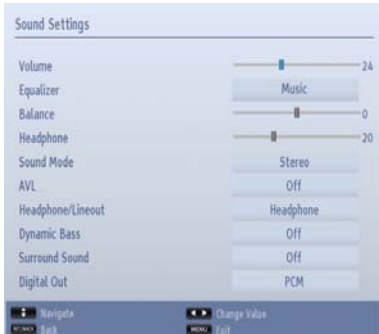 Sound Settings
Volume 24
Equalizer Music
Balance 0
Headphone 20
Sound Mode Stereo
AVL Off
Headphone/Lineout Headphone
Dynamic Bass Off
Surround Sound Off
Digital Out PCM
Navigate Change Value
Back MENU Exit